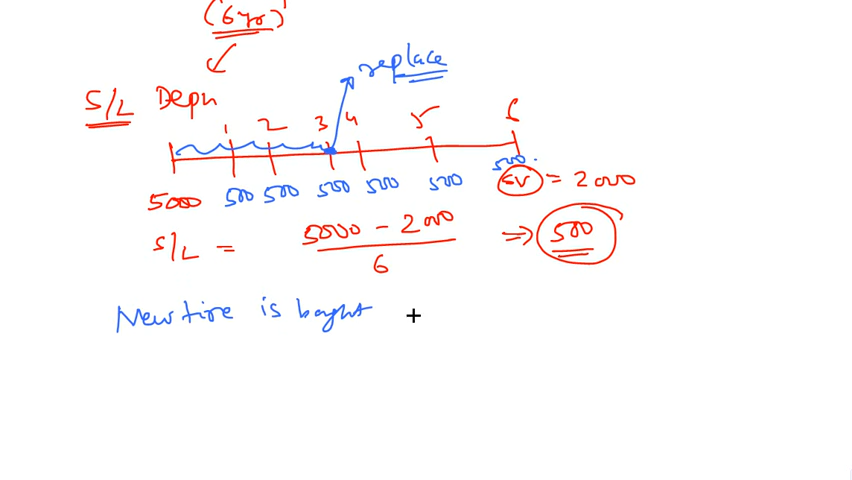 (6yr)
replace
S/L Depn
1 2 3 4 5 6
5000 500 500 500 500 500 500.
SV = 2000
S/L = 5000 - 2000 / 6 ⇒ 500
New tire is bought